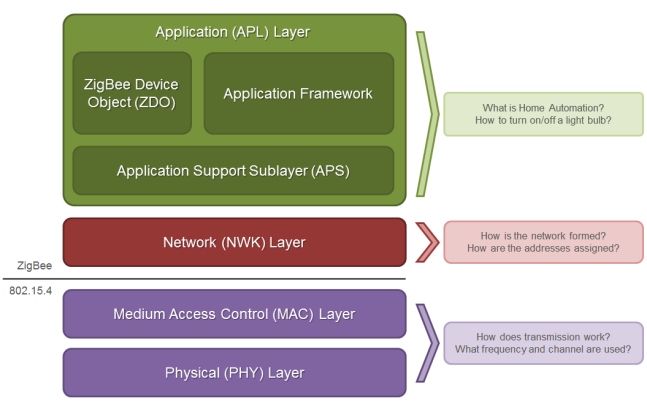 Application (APL) Layer
ZigBee Device
Object (ZDO)
Application Framework
Application Support Sublayer (APS)
What is Home Automation?
How to turn on/off a light bulb?
Network (NWK) Layer
How is the network formed?
How are the addresses assigned?
ZigBee
802.15.4
Medium Access Control (MAC) Layer
Physical (PHY) Layer
How does transmission work?
What frequency and channel are used?